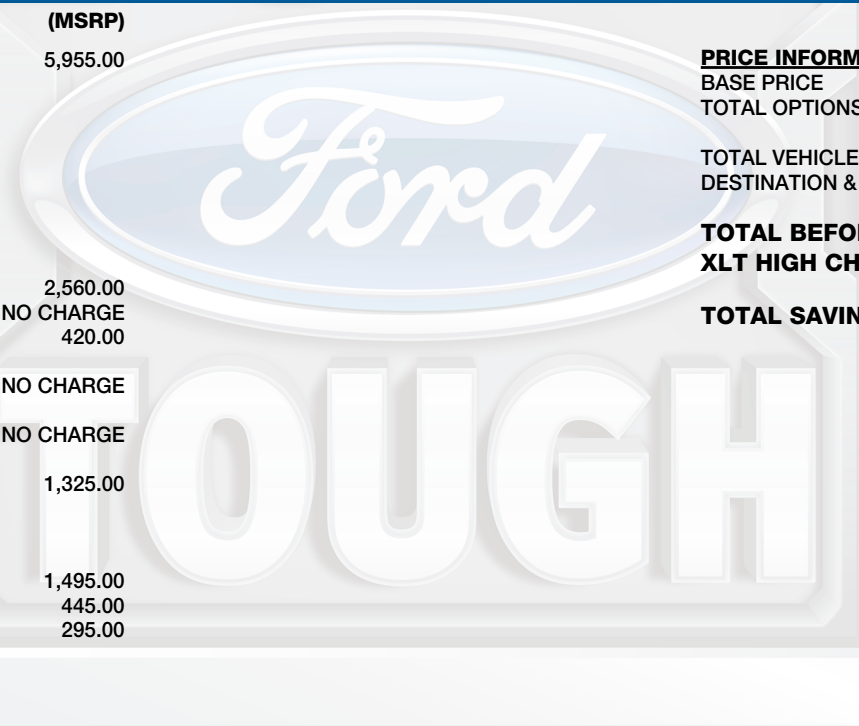 (MSRP)
5,955.00
2,560.00
NO CHARGE
420.00
NO CHARGE
NO CHARGE
1,325.00
1,495.00
445.00
295.00
PRICE INFORM
BASE PRICE
TOTAL OPTIONS
TOTAL VEHICLE
DESTINATION &
TOTAL BEFO
XLT HIGH CH
TOTAL SAVIN
Ford
TOUGH